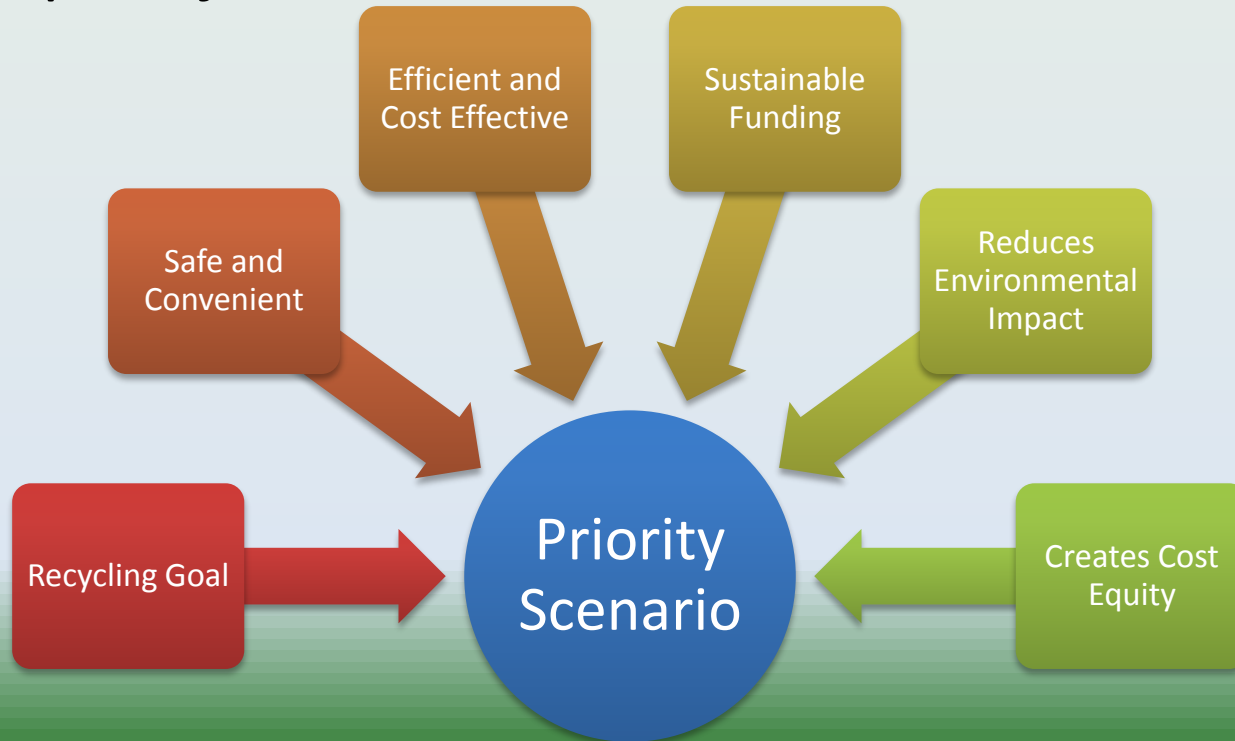 Efficient and
Cost Effective
Sustainable
Funding
Safe and
Convenient
Reduces
Environmental
Impact
Recycling Goal
Priority
Scenario
Creates Cost
Equity